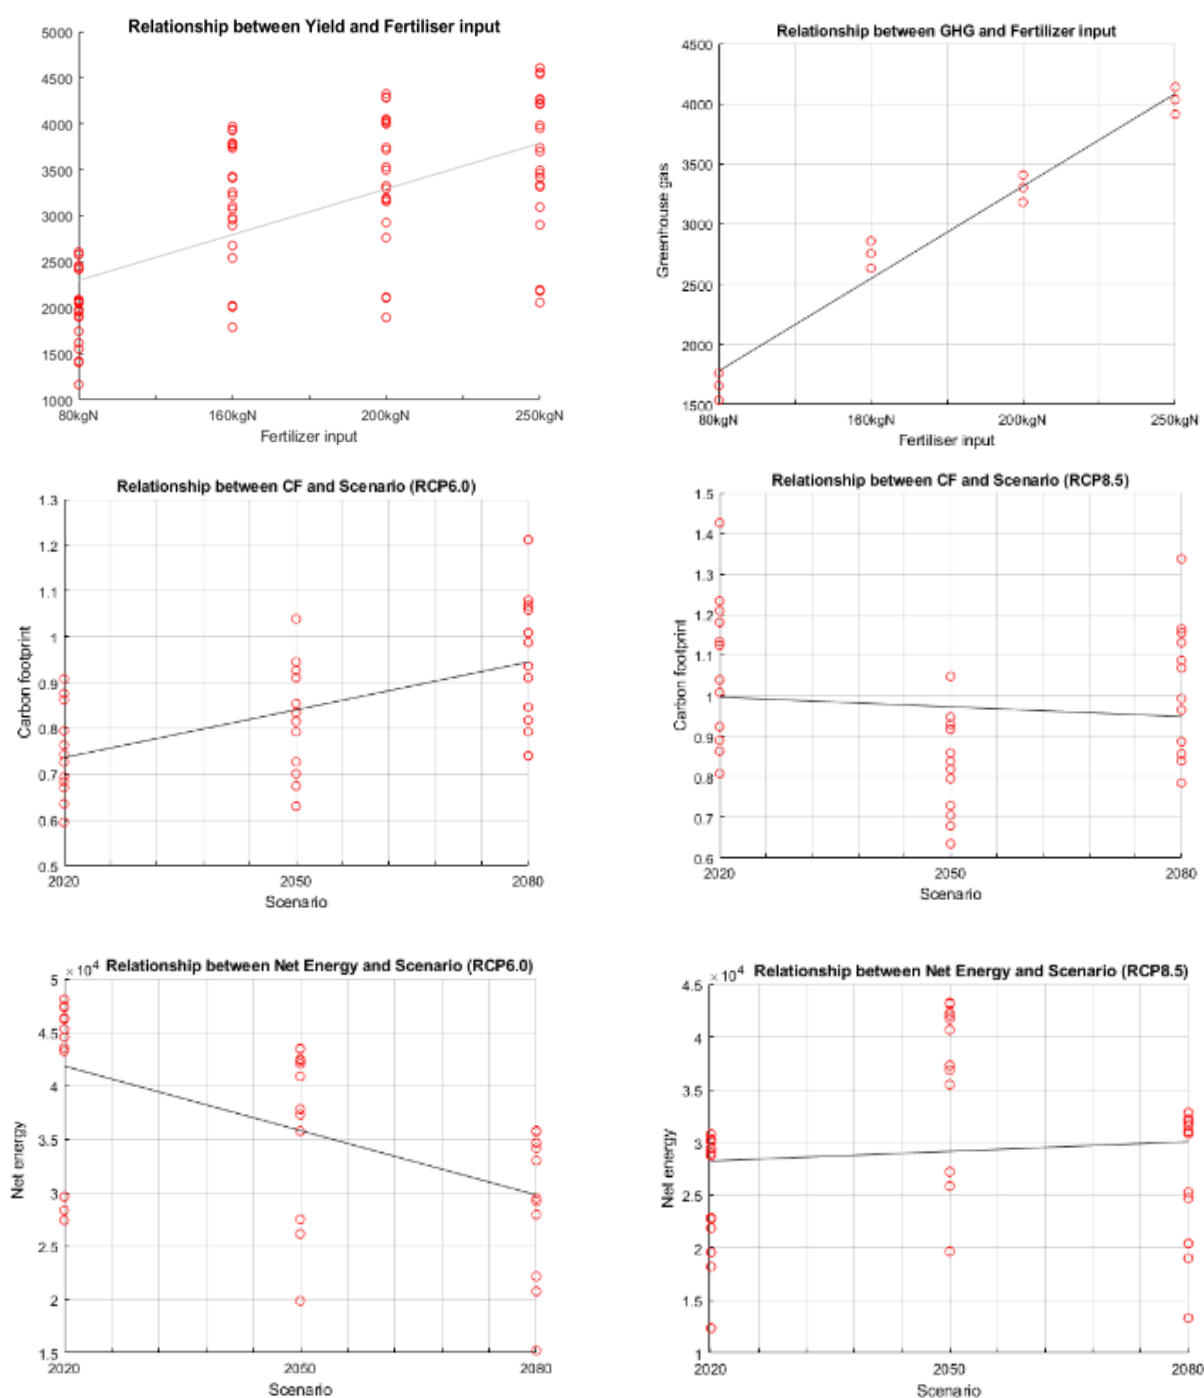 Relationship between Yield and Fertiliser input
5000
4500
4000
3500
3000
2500
2000
1500
1000
80kgN
160kgN
200kgN
250kgN
Fertilizer input
Relationship between GHG and Fertilizer input
4500
4000
3500
3000
2500
2000
1500
Greenhouse gas
80kgN
160kgN
200kgN
250kgN
Fertiliser input
Relationship between CF and Scenario (RCP6.0)
1.3
1.2
1.1
1
0.9
0.8
0.7
0.6
0.5
Carbon footprint
2020
2050
2080
Scenario
Relationship between CF and Scenario (RCP8.5)
1.5
1.4
1.3
1.2
1.1
1
0.9
0.8
0.7
0.6
Carbon footprint
2020
2050
2080
Scenario
× 10^4 Relationship between Net Energy and Scenario (RCP6.0)
5
4.5
4
3.5
3
2.5
2
1.5
Net energy
2020
2050
2080
Scenario
× 10^4 Relationship between Net Energy and Scenario (RCP8.5)
4.5
4
3.5
3
2.5
2
1.5
1
Net energy
2020
2050
2080
Scenario